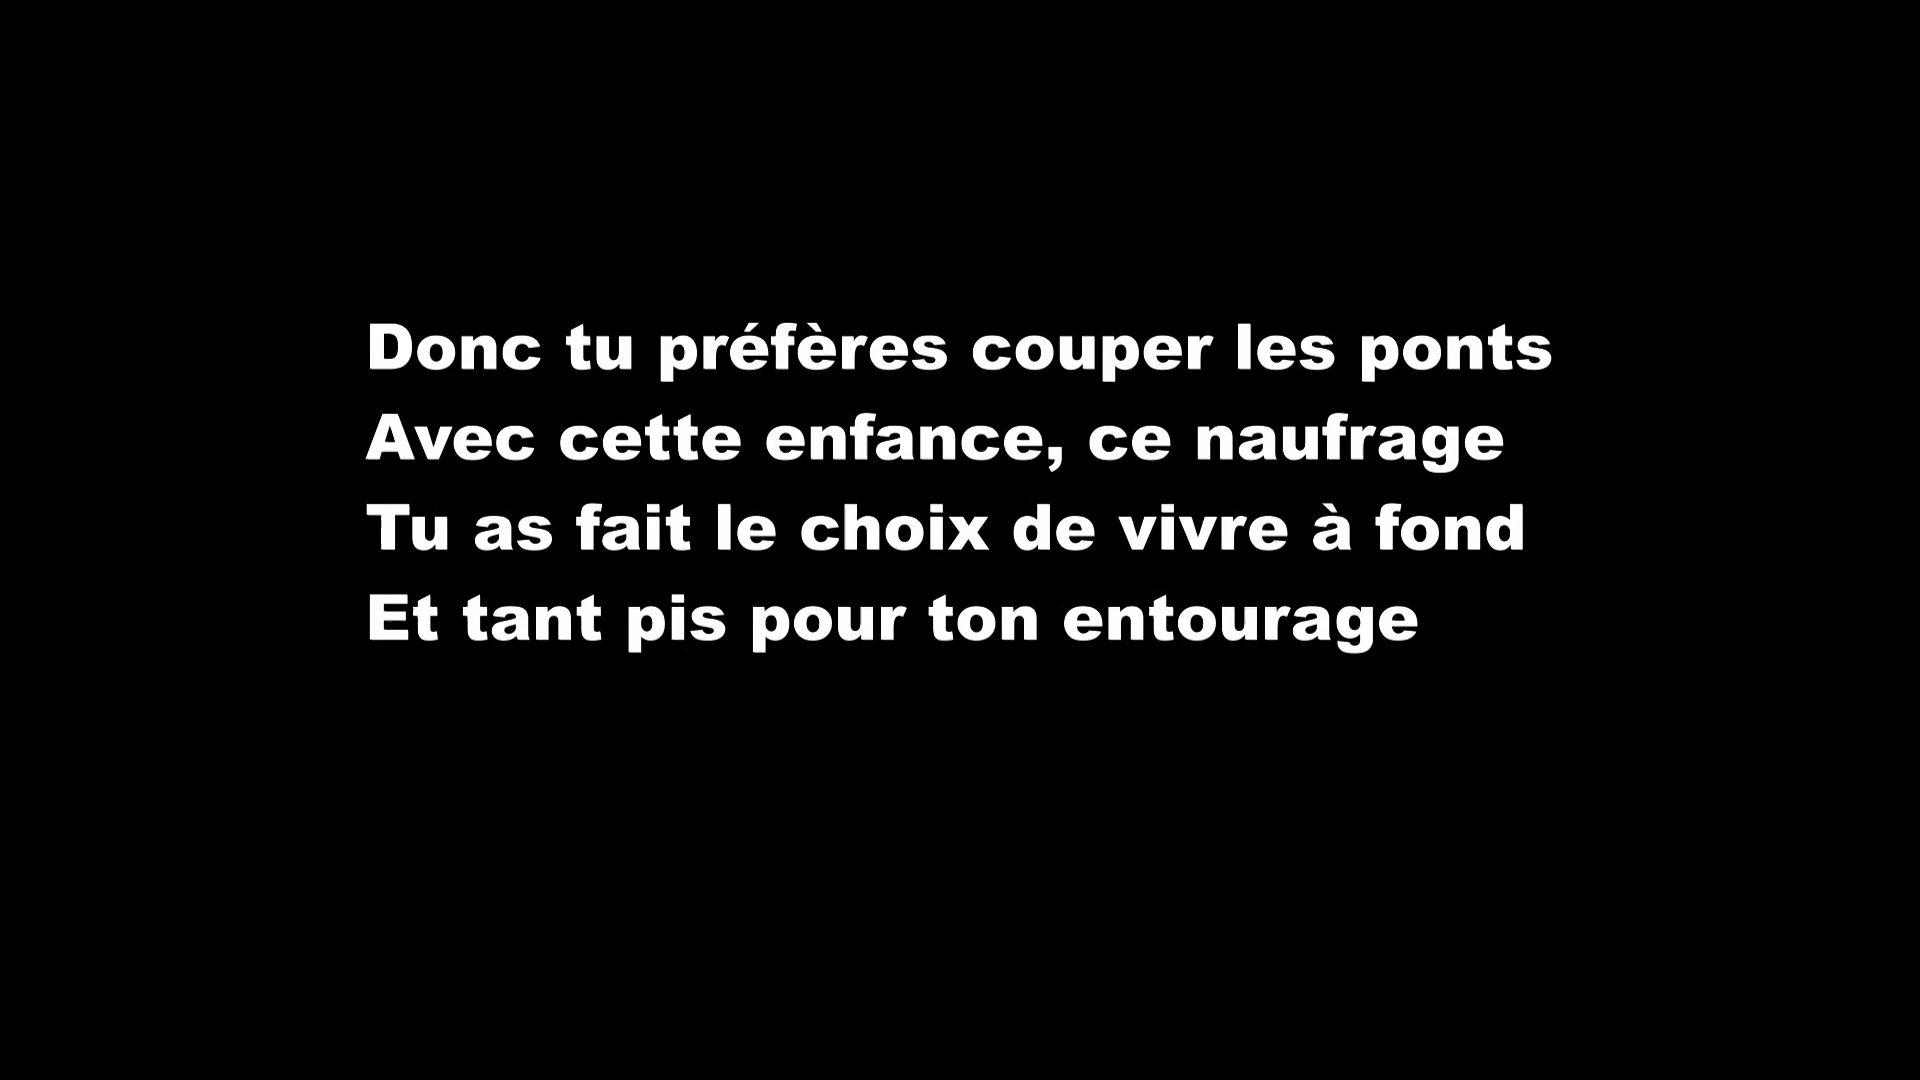 Donc tu préfères couper les ponts
Avec cette enfance, ce naufrage
Tu as fait le choix de vivre à fond
Et tant pis pour ton entourage